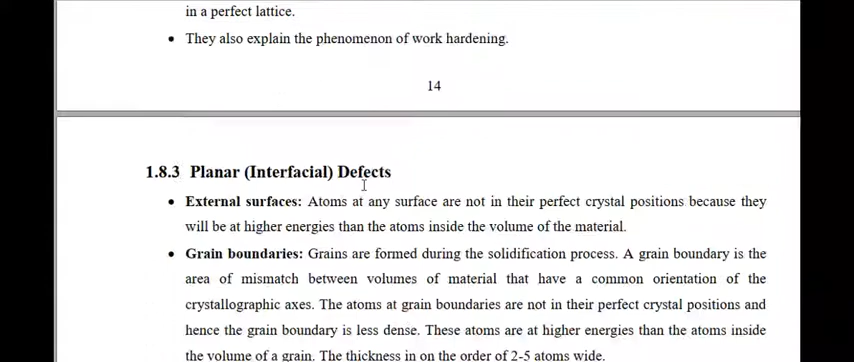 in a perfect lattice.
• They also explain the phenomenon of work hardening.
14
1.8.3 Planar (Interfacial) Defects
• External surfaces: Atoms at any surface are not in their perfect crystal positions because they
will be at higher energies than the atoms inside the volume of the material.
• Grain boundaries: Grains are formed during the solidification process. A grain boundary is the
area of mismatch between volumes of material that have a common orientation of the
crystallographic axes. The atoms at grain boundaries are not in their perfect crystal positions and
hence the grain boundary is less dense. These atoms are at higher energies than the atoms inside
the volume of a grain. The thickness in on the order of 2-5 atoms wide.